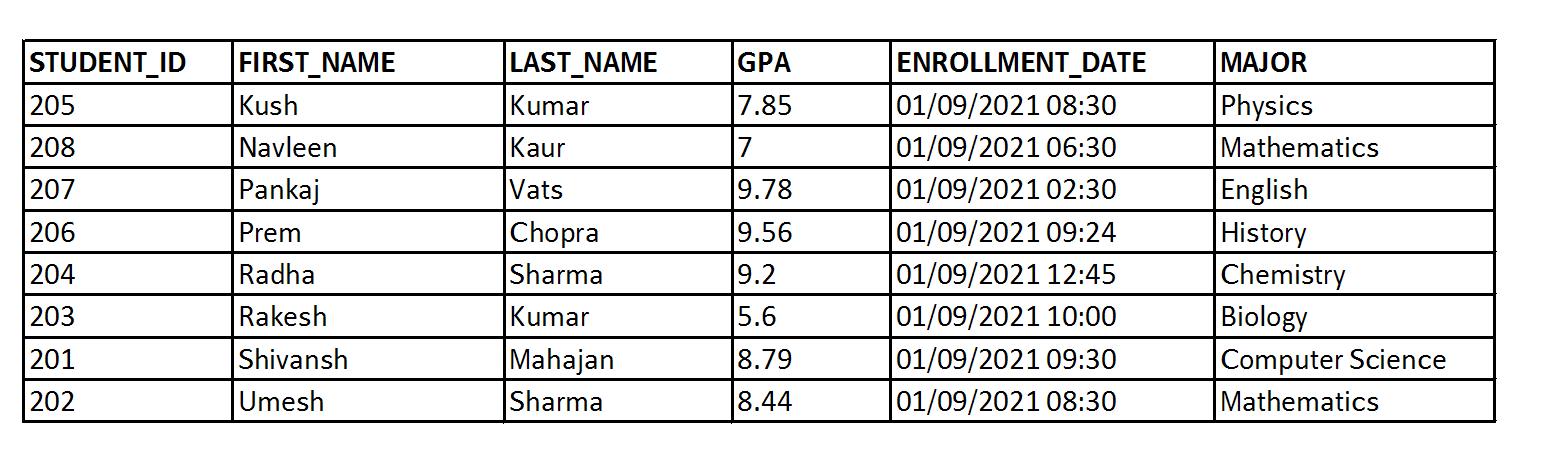 STUDENT_ID FIRST_NAME LAST_NAME GPA ENROLLMENT_DATE MAJOR
205 Kush Kumar 7.85 01/09/2021 08:30 Physics
208 Navleen Kaur 7 01/09/2021 06:30 Mathematics
207 Pankaj Vats 9.78 01/09/2021 02:30 English
206 Prem Chopra 9.56 01/09/2021 09:24 History
204 Radha Sharma 9.2 01/09/2021 12:45 Chemistry
203 Rakesh Kumar 5.6 01/09/2021 10:00 Biology
201 Shivansh Mahajan 8.79 01/09/2021 09:30 Computer Science
202 Umesh Sharma 8.44 01/09/2021 08:30 Mathematics